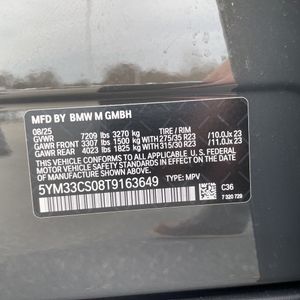 MFD BY BMW M GMBH
08/25 TIRE / RIM
GVWR 7209 lbs 3270 kg
GAWR FRONT 3307 lbs 1500 KG WITH 275/35 R23 /10.0Jx 23
GAWR REAR 4023 lbs 1825 KG WITH 315/30 R23 /11.0Jx 23
THIS VEHICLE CONFORMS TO ALL APPLICABLE
U.S. FEDERAL MOTOR VEHICLE SAFETY
STANDARDS IN EFFECT ON THE DATE OF
MANUFACTURE SHOWN ABOVE.
5YM33CS08T9163649 TYPE: MPV
C36
7 320 729